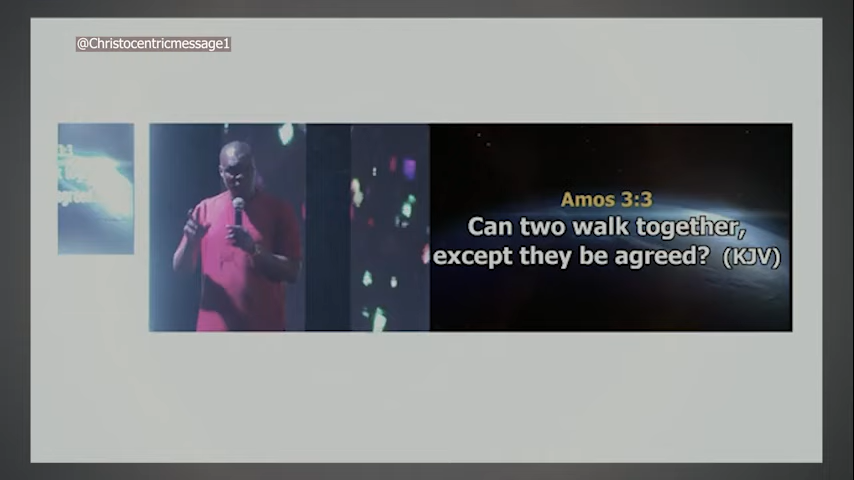 @Christocentricmessage1
Amos 3:3
Can two walk together,
except they be agreed? (KJV)